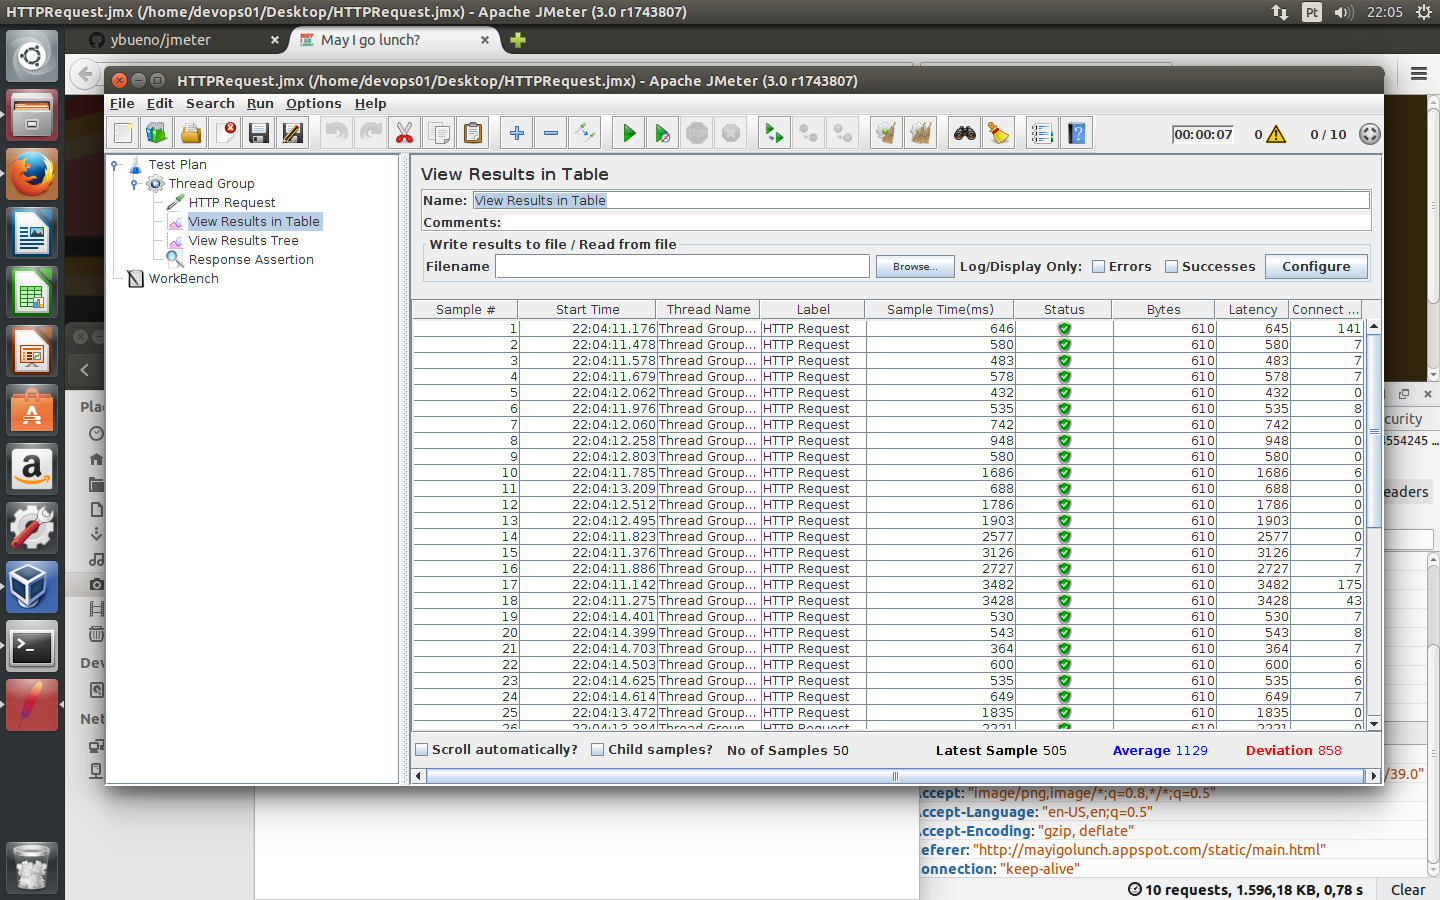 HTTPRequest.jmx (/home/devops01/Desktop/HTTPRequest.jmx) - Apache JMeter (3.0 r1743807)
Pt
22:05
ybueno/jmeter
May I go lunch?
HTTPRequest.jmx (/home/devops01/Desktop/HTTPRequest.jmx) - Apache JMeter (3.0 r1743807)
File Edit Search Run Options Help
00:00:07 0 0 / 10
Test Plan
Thread Group
HTTP Request
View Results in Table
View Results Tree
Response Assertion
WorkBench
View Results in Table
Name: View Results in Table
Comments:
Write results to file / Read from file
Filename Browse... Log/Display Only: Errors Successes Configure
Sample # Start Time Thread Name Label Sample Time(ms) Status Bytes Latency Connect ...
1 22:04:11.176 Thread Group... HTTP Request 646 610 645 141
2 22:04:11.478 Thread Group... HTTP Request 580 610 580 7
3 22:04:11.578 Thread Group... HTTP Request 483 610 483 7
4 22:04:11.679 Thread Group... HTTP Request 578 610 578 7
5 22:04:12.062 Thread Group... HTTP Request 432 610 432 0
6 22:04:11.976 Thread Group... HTTP Request 535 610 535 8
7 22:04:12.060 Thread Group... HTTP Request 742 610 742 0
8 22:04:12.258 Thread Group... HTTP Request 948 610 948 0
9 22:04:12.803 Thread Group... HTTP Request 580 610 580 0
10 22:04:11.785 Thread Group... HTTP Request 1686 610 1686 6
11 22:04:13.209 Thread Group... HTTP Request 688 610 688 0
12 22:04:12.512 Thread Group... HTTP Request 1786 610 1786 0
13 22:04:12.495 Thread Group... HTTP Request 1903 610 1903 0
14 22:04:11.823 Thread Group... HTTP Request 2577 610 2577 0
15 22:04:11.376 Thread Group... HTTP Request 3126 610 3126 7
16 22:04:11.886 Thread Group... HTTP Request 2727 610 2727 7
17 22:04:11.142 Thread Group... HTTP Request 3482 610 3482 175
18 22:04:11.275 Thread Group... HTTP Request 3428 610 3428 43
19 22:04:14.401 Thread Group... HTTP Request 530 610 530 7
20 22:04:14.399 Thread Group... HTTP Request 543 610 543 8
21 22:04:14.703 Thread Group... HTTP Request 364 610 364 7
22 22:04:14.503 Thread Group... HTTP Request 600 610 600 6
23 22:04:14.625 Thread Group... HTTP Request 535 610 535 6
24 22:04:14.614 Thread Group... HTTP Request 649 610 649 7
25 22:04:13.472 Thread Group... HTTP Request 1835 610 1835 0
26 22:04:13.384 Thread Group... HTTP Request 2221 610 2221 0
Scroll automatically? Child samples? No of Samples 50 Latest Sample 505 Average 1129 Deviation 858
Plac
Dev
Net
curity
554245 ...
eaders
/39.0"
Accept: "image/png,image/*;q=0.8,*/*;q=0.5"
Accept-Language: "en-US,en;q=0.5"
Accept-Encoding: "gzip, deflate"
eferer: "http://mayigolunch.appspot.com/static/main.html"
onnection: "keep-alive"
10 requests, 1.596,18 KB, 0,78 s Clear